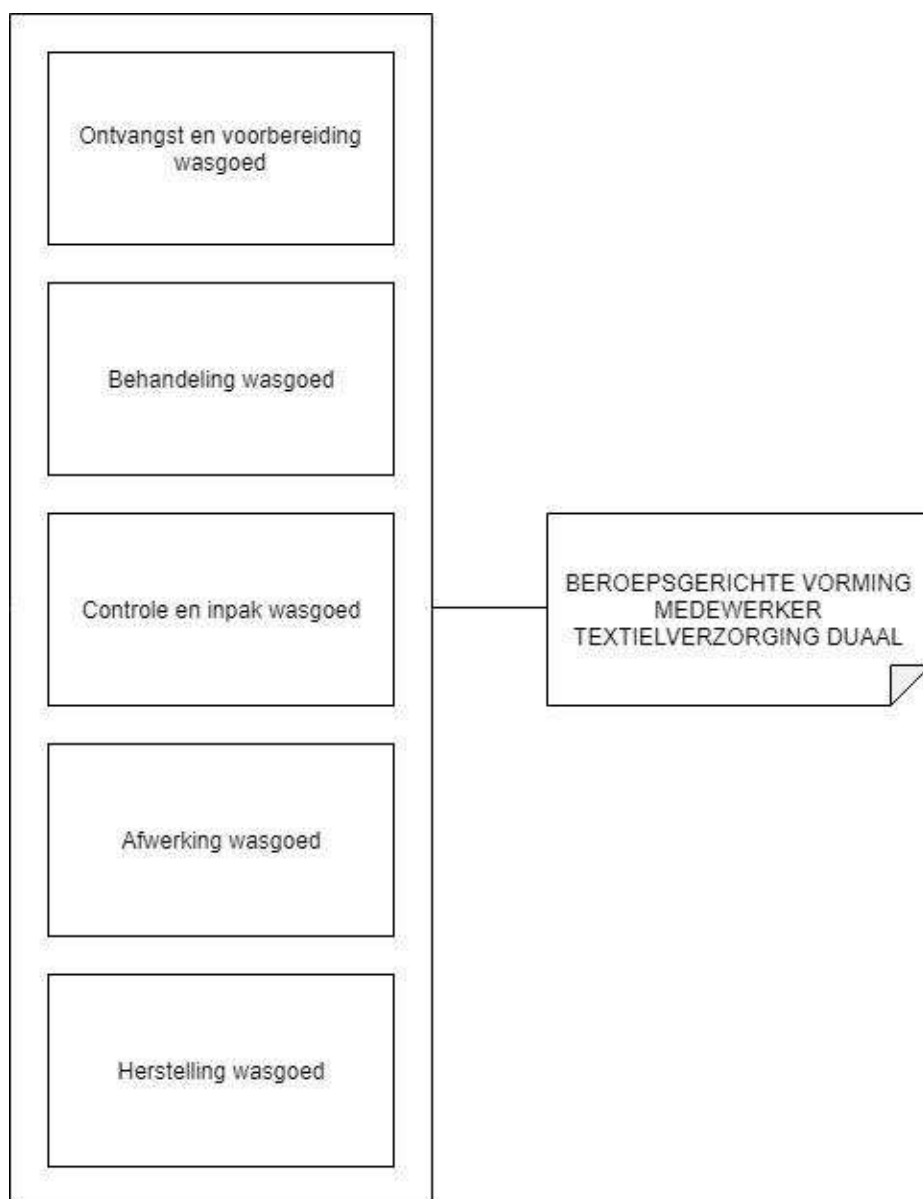 Ontvangst en voorbereiding
wasgoed
Behandeling wasgoed
Controle en inpak wasgoed
BEROEPSGERICHTE VORMING
MEDEWERKER
TEXTIELVERZORGING DUAAL
Afwerking wasgoed
Herstelling wasgoed